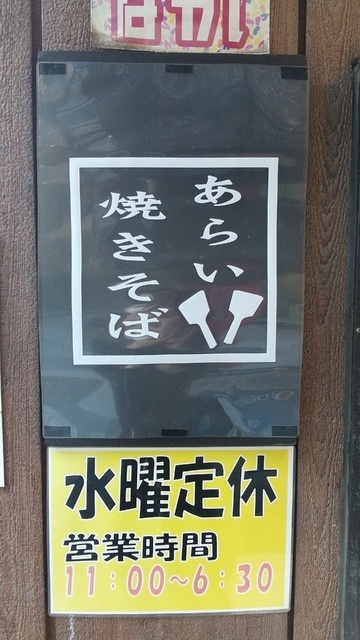 あらい
焼きそば
水曜定休
営業時間
11:00～6:30